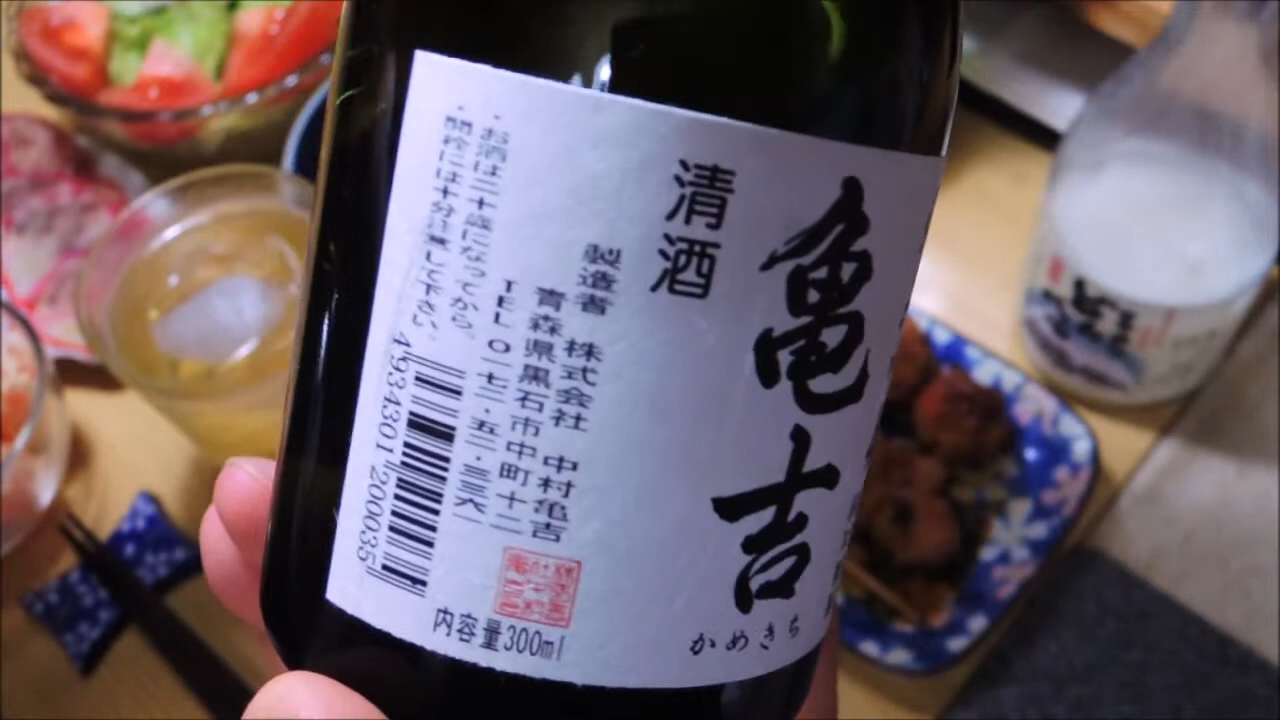 亀吉
かめきち
清酒
製造者 株式会社 中村亀吉
青森県黒石市中町十二
TEL 〇一七二・五二・三三六一
・お酒は二十歳になってから。
・開栓には十分注意して下さい。
4934301200035
内容量300ml